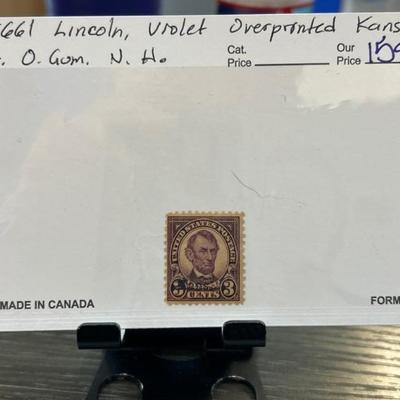 661 Lincoln, Violet Overprinted Kans
O. Gum. N. H. Cat. Price Our Price
UNITED STATES POSTAGE
3 CENTS 3
MADE IN CANADA FORM